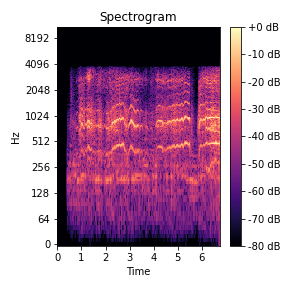 Spectrogram
+0 dB
8192
-10 dB
4096
-20 dB
2048
-30 dB
1024
-40 dB
Hz
512
-50 dB
256
-60 dB
128
64
-70 dB
0
-80 dB
0 1 2 3 4 5 6
Time